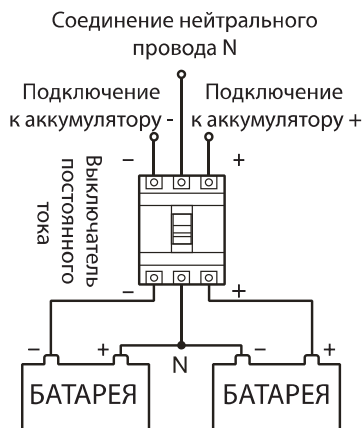 Соединение нейтрального
провода N
Подключение
к аккумулятору -
Подключение
к аккумулятору +
− +
Выключатель
постоянного
тока
− +
− + N − +
БАТАРЕЯ БАТАРЕЯ